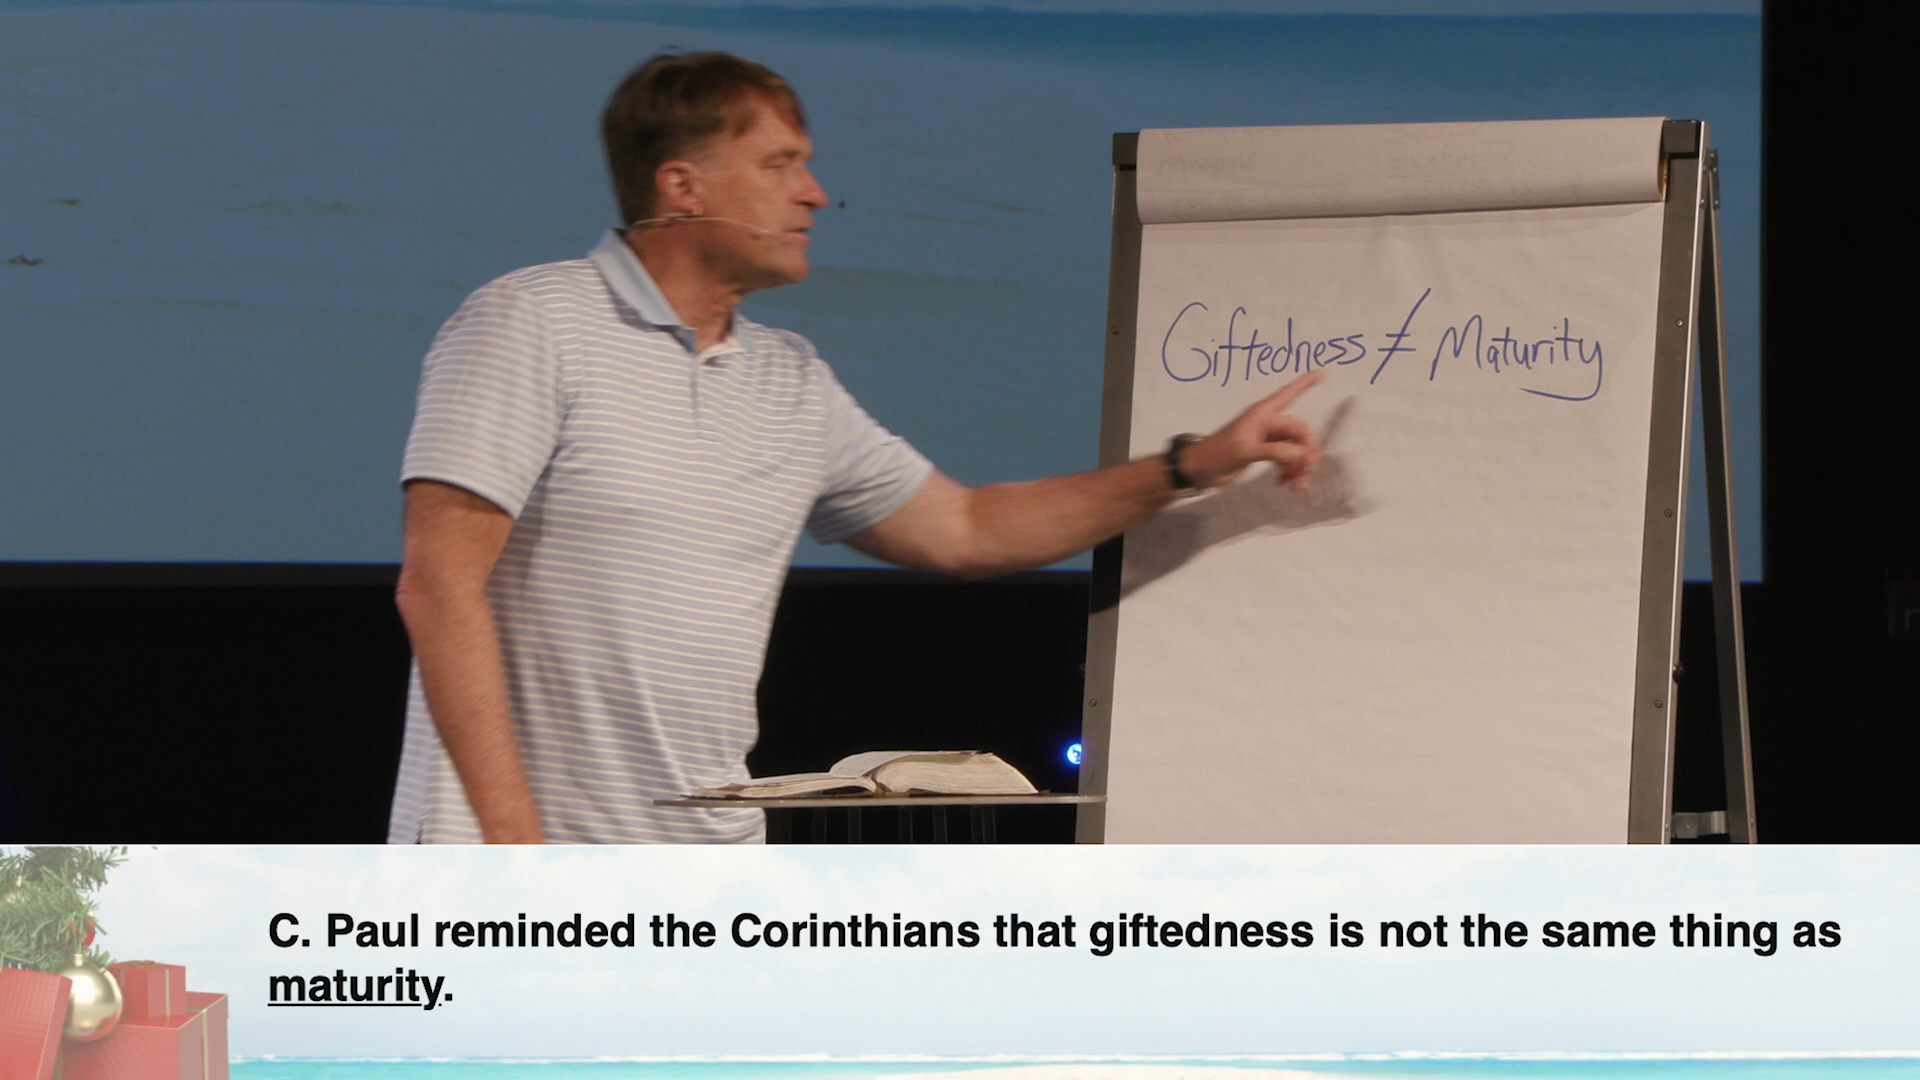 Giftedness ≠ Maturity
C. Paul reminded the Corinthians that giftedness is not the same thing as
maturity.